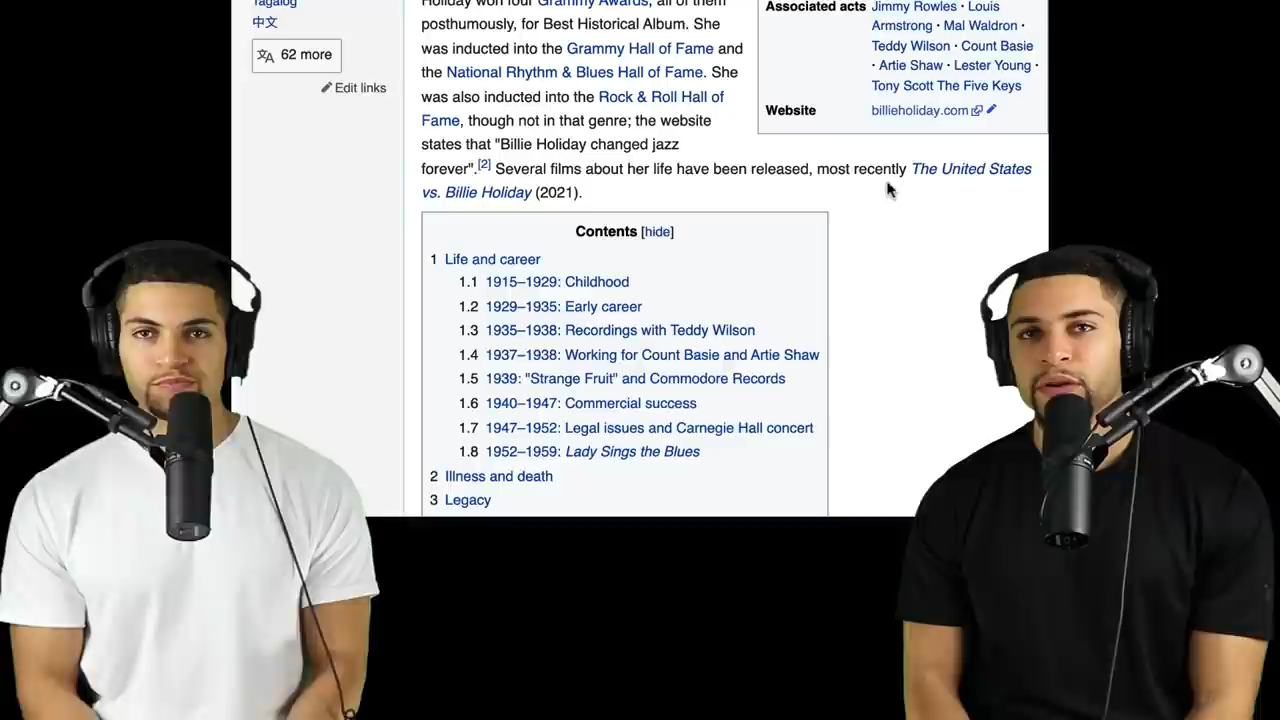 Tagalog
中文
62 more
Edit links
Holiday won four Grammy Awards, all of them
posthumously, for Best Historical Album. She
was inducted into the Grammy Hall of Fame and
the National Rhythm & Blues Hall of Fame. She
was also inducted into the Rock & Roll Hall of
Fame, though not in that genre; the website
states that "Billie Holiday changed jazz
forever".[2] Several films about her life have been released, most recently The United States
vs. Billie Holiday (2021).
Associated acts Jimmy Rowles · Louis
Armstrong · Mal Waldron ·
Teddy Wilson · Count Basie
· Artie Shaw · Lester Young ·
Tony Scott The Five Keys
Website billieholiday.com
Contents [hide]
1 Life and career
1.1 1915–1929: Childhood
1.2 1929–1935: Early career
1.3 1935–1938: Recordings with Teddy Wilson
1.4 1937–1938: Working for Count Basie and Artie Shaw
1.5 1939: "Strange Fruit" and Commodore Records
1.6 1940–1947: Commercial success
1.7 1947–1952: Legal issues and Carnegie Hall concert
1.8 1952–1959: Lady Sings the Blues
2 Illness and death
3 Legacy